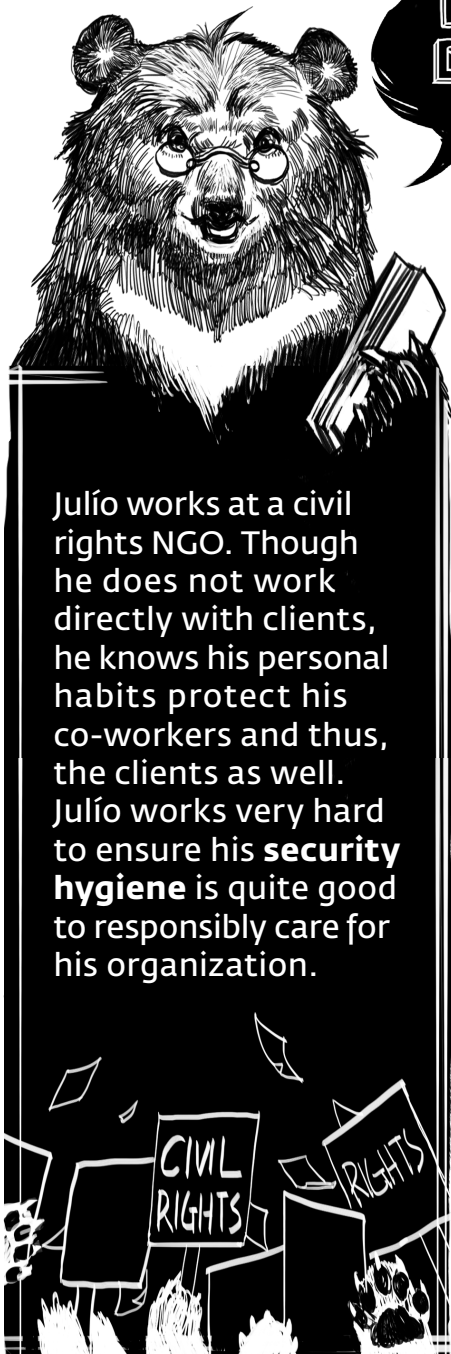 Julío works at a civil
rights NGO. Though
he does not work
directly with clients,
he knows his personal
habits protect his
co-workers and thus,
the clients as well.
Julío works very hard
to ensure his security
hygiene is quite good
to responsibly care for
his organization.
CIVIL
RIGHTS
RIGHTS